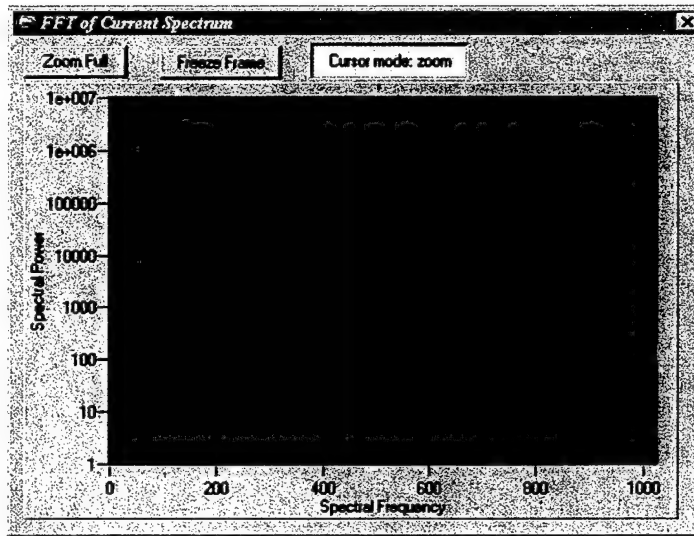 FFT of Current Spectrum
Zoom Full
Freeze Frame
Cursor mode: zoom
1e+007
1e+006
100000
10000
1000
100
10
1
Spectral Power
0
200
400
600
800
1000
Spectral Frequency